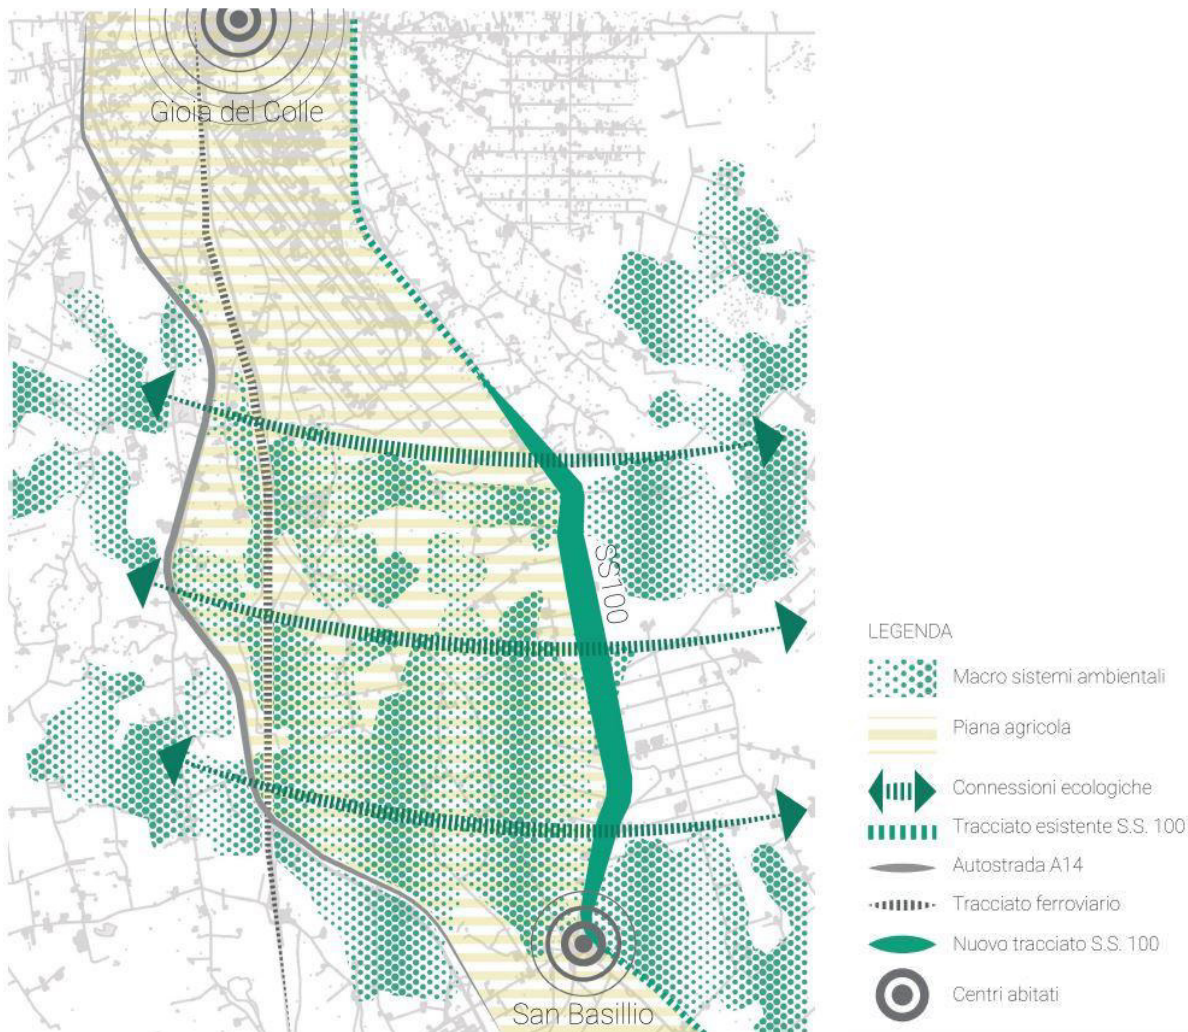 Gioia del Colle
SS100
San Basillio
LEGENDA
Macro sistemi ambientali
Piana agricola
Connessioni ecologiche
Tracciato esistente S.S. 100
Autostrada A14
Tracciato ferroviario
Nuovo tracciato S.S. 100
Centri abitati